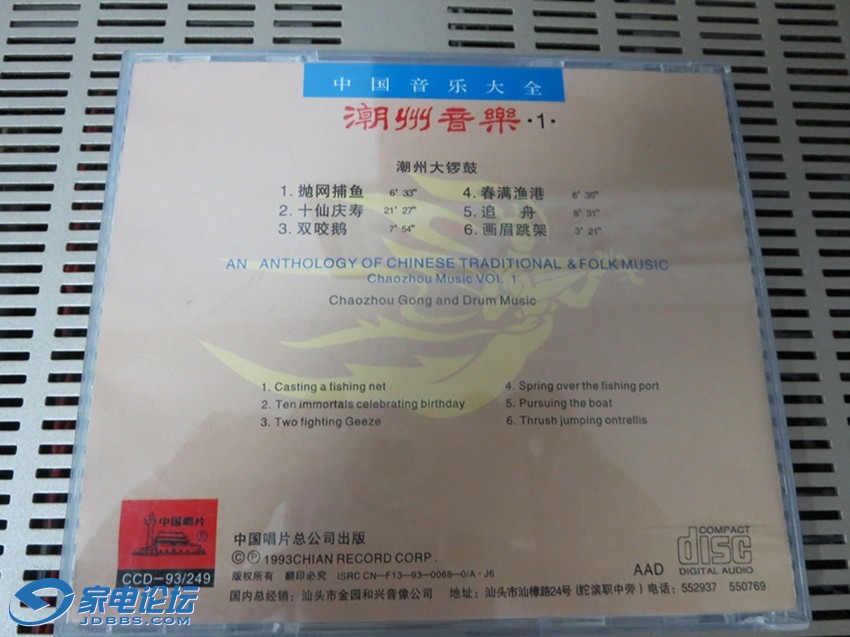 中国音乐大全
潮州音樂·1·
潮州大锣鼓
1. 抛网捕鱼 6' 33"
4. 春满渔港 8' 35"
2. 十仙庆寿 21' 27"
5. 追 舟 8' 31"
3. 双咬鹅 7' 54"
6. 画眉跳架 3' 21"
AN ANTHOLOGY OF CHINESE TRADITIONAL & FOLK MUSIC
Chaozhou Music VOL. 1
Chaozhou Gong and Drum Music
1. Casting a fishing net
4. Spring over the fishing port
2. Ten immortals celebrating birthday
5. Pursuing the boat
3. Two fighting Geeze
6. Thrush jumping ontrellis
中国唱片
CCD-93/249
中国唱片总公司出版
©℗ 1993CHIAN RECORD CORP.
版权所有 翻印必究 ISRC CN-F13-93-0068-0/A·J6
国内总经销：汕头市金园和兴音像公司 地址：汕头市汕樟路24号(蛇滨职中旁) 电话：552937 550769
AAD
COMPACT
disc
DIGITAL AUDIO
家电论坛
JDBBS.COM